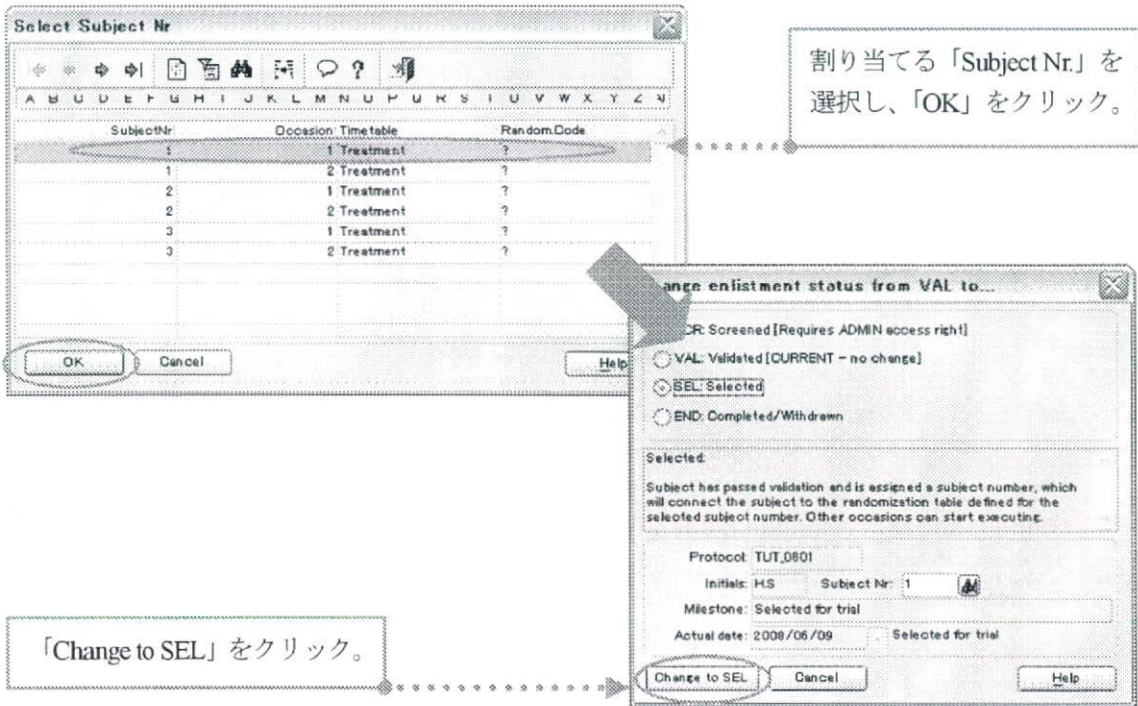 Select Subject Nr
A B C D E F G H I J K L M N O P Q R S T U V W X Y Z
SubjectNr Occasion Timetable Random.Code
1 1 Treatment ?
1 2 Treatment ?
2 1 Treatment ?
2 2 Treatment ?
3 1 Treatment ?
3 2 Treatment ?
OK Cancel Help
割り当てる「Subject Nr.」を
選択し、「OK」をクリック。
ange enlistment status from VAL to...
CR: Screened [Requires ADMIN access right]
VAL: Validated [CURRENT - no change]
SEL: Selected
END: Completed/Withdrawn
Selected:
Subject has passed validation and is assigned a subject number, which
will connect the subject to the randomization table defined for the
selected subject number. Other occasions can start executing.
Protocol: TUT_0801
Initials: H.S Subject Nr: 1
Milestone: Selected for trial
Actual date: 2008/06/09 . Selected for trial
Change to SEL Cancel Help
「Change to SEL」をクリック。